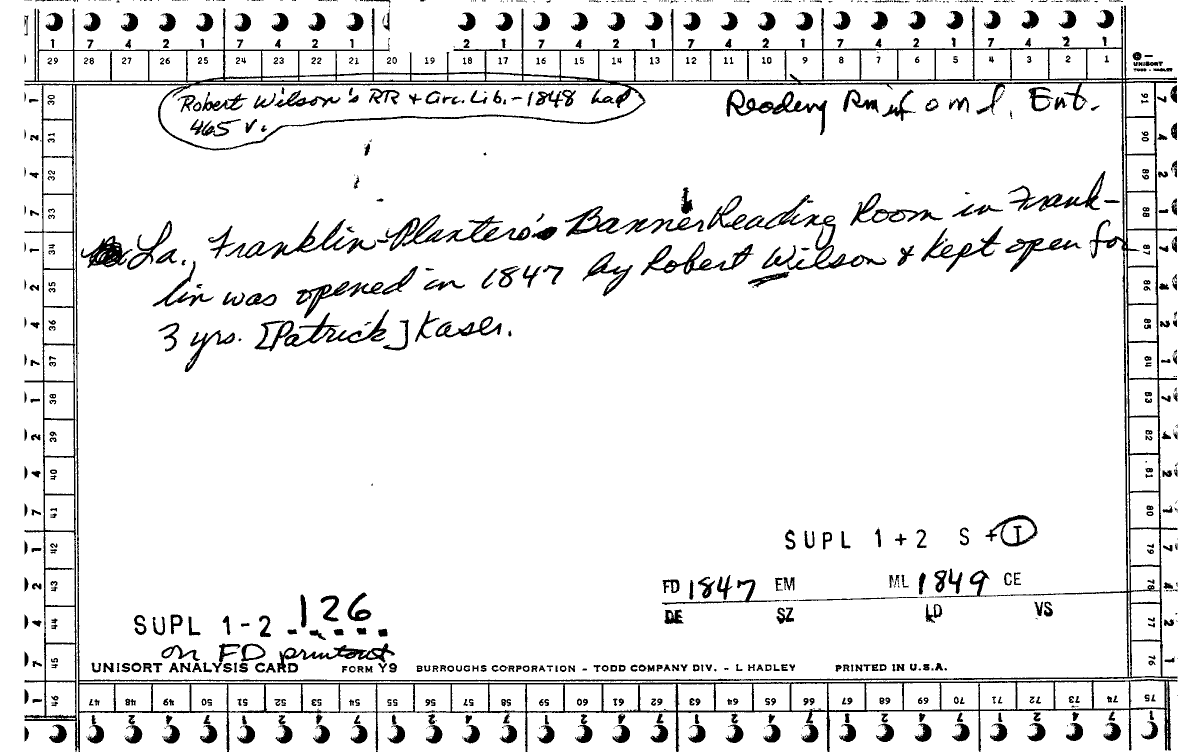 7 4 2 1 7 4 2 1 7 4 2 1 2 1 7 4 2 1 7 4 2 1 7 4 2 1 7 4 2 1
29 28 27 26 25 24 23 22 21 20 19 18 17 16 15 14 13 12 11 10 9 8 7 6 5 4 3 2 1
UNISORT
TODD - HADLEY
Robert Wilson's RR + Circ. Lib. - 1848 had
465 v.
Reading Rm Ent.
La., Franklin - Planters's Banner Reading Room in Frank-
lin was opened in 1847 by Robert Wilson & kept open for
3 yrs. [Patrick] Kaser.
30 31 32 33 34 35 36 37 38 39 40 41 42 43 44 45 46
91 90 89 88 87 86 85 84 83 82 81 80 79 78 77 76 75
SUPL 1 + 2 S + I
FD 1847 EM ML 1849 CE
DE SZ LD VS
SUPL 1-2 126
on FD printout
UNISORT ANALYSIS CARD FORM Y9 BURROUGHS CORPORATION - TODD COMPANY DIV. - L HADLEY PRINTED IN U.S.A.
47 48 49 50 51 52 53 54 55 56 57 58 59 60 61 62 63 64 65 66 67 68 69 70 71 72 73 74